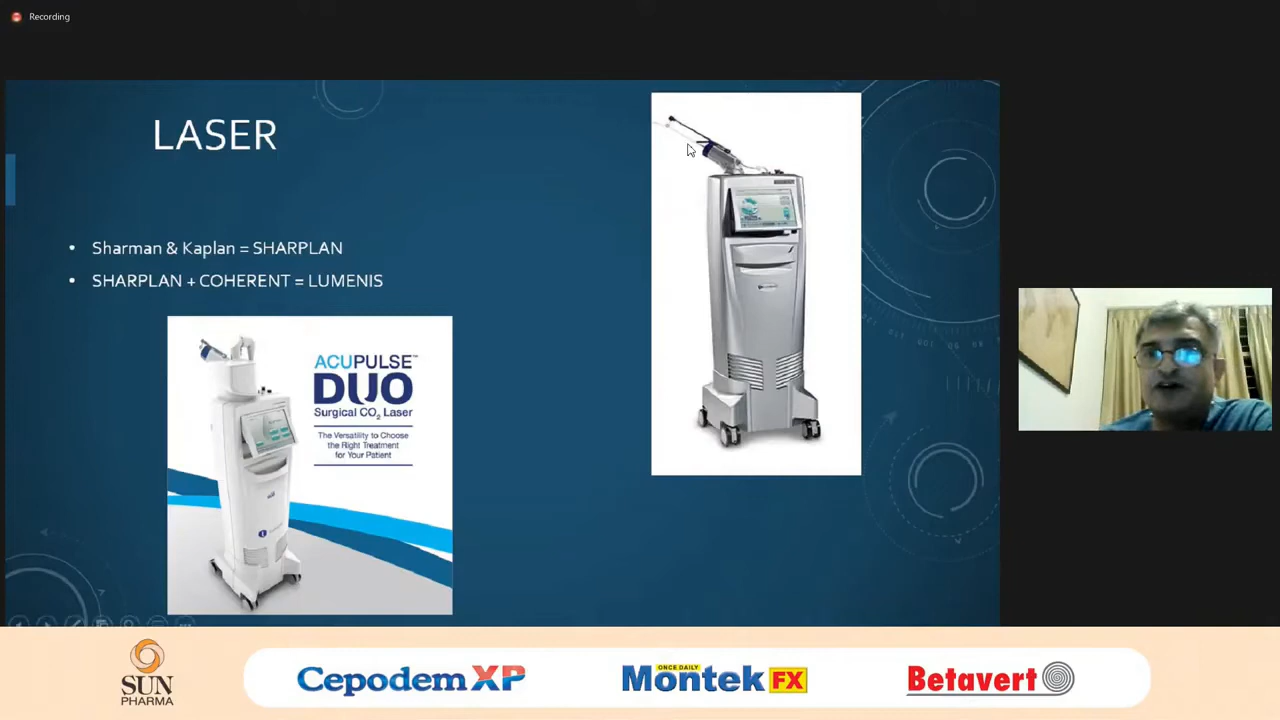 Recording
LASER
• Sharman & Kaplan = SHARPLAN
• SHARPLAN + COHERENT = LUMENIS
ACUPULSE™
DUO
Surgical CO₂ Laser
The Versatility to Choose
the Right Treatment
for Your Patient
SUN
PHARMA
Cepodem XP
ONCE DAILY
Montek FX
Betavert